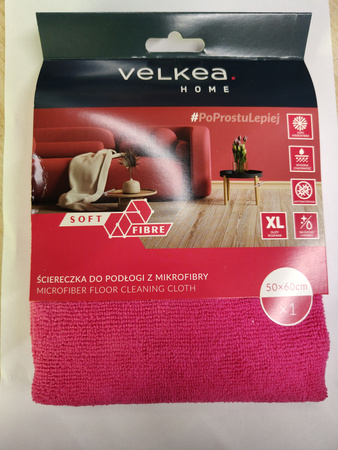 VELKEA.
HOME
#PoProstuLepiej
SOFT
FIBRE
XL
ŚCIERECZKA DO PODŁOGI Z MIKROFIBRY
MICROFIBER FLOOR CLEANING CLOTH
50×60cm
×1